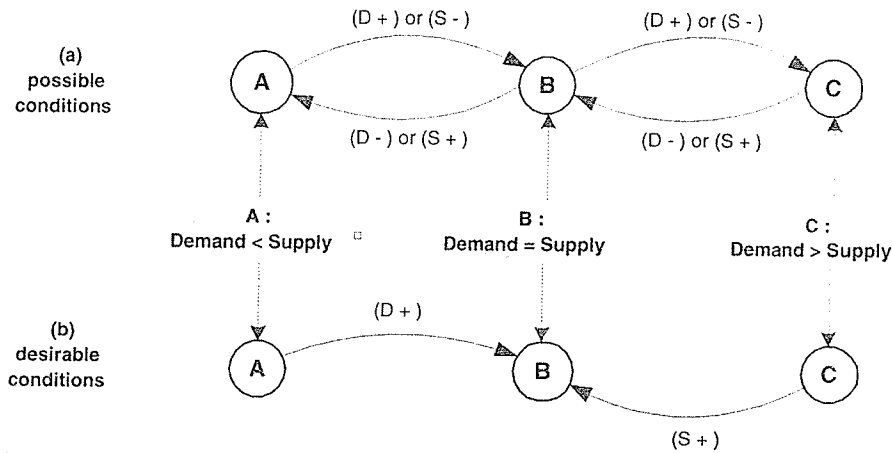 (D + ) or (S - )
(D + ) or (S - )
(a)
possible
conditions
A
B
C
(D - ) or (S + )
(D - ) or (S + )
A :
Demand < Supply
B :
Demand = Supply
C :
Demand > Supply
(D + )
(b)
desirable
conditions
A
B
C
(S + )